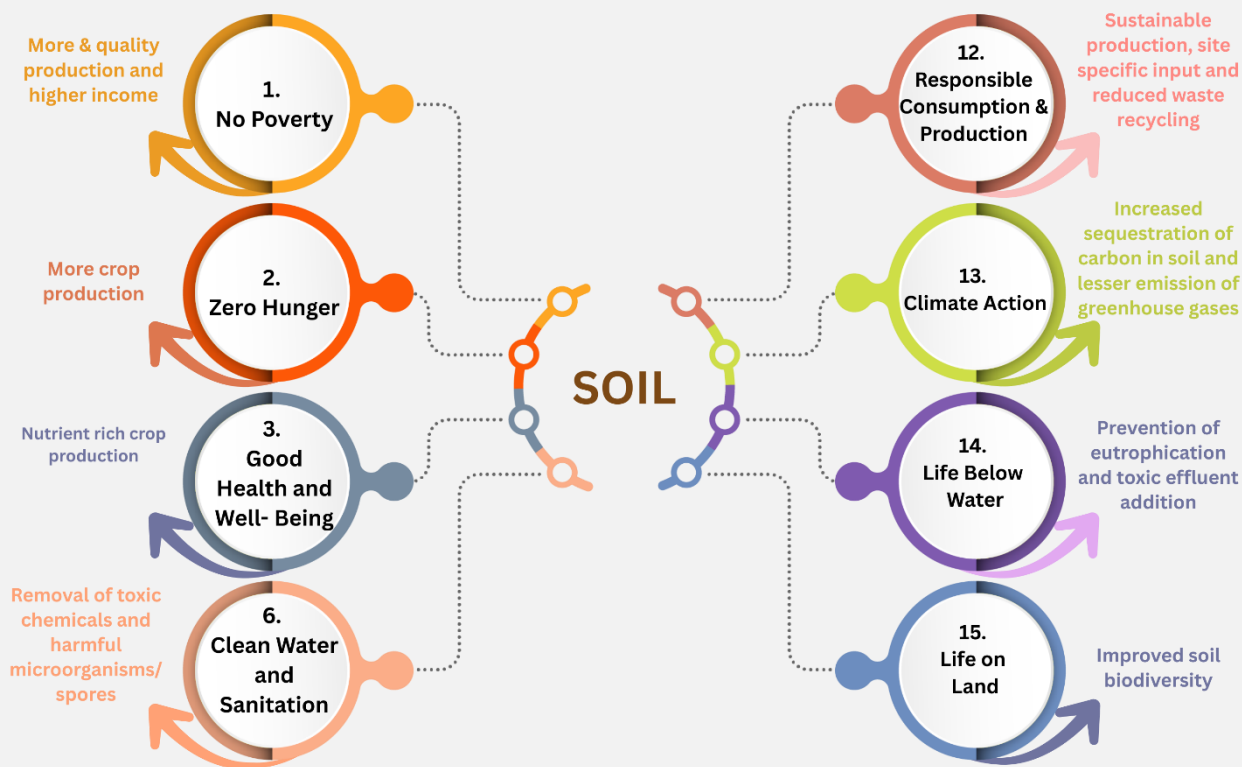 More & quality
production and
higher income
1.
No Poverty
More crop
production
2.
Zero Hunger
Nutrient rich crop
production
3.
Good
Health and
Well- Being
Removal of toxic
chemicals and
harmful
microorganisms/
spores
6.
Clean Water
and
Sanitation
SOIL
12.
Responsible
Consumption &
Production
Sustainable
production, site
specific input and
reduced waste
recycling
13.
Climate Action
Increased
sequestration of
carbon in soil and
lesser emission of
greenhouse gases
14.
Life Below
Water
Prevention of
eutrophication
and toxic effluent
addition
15.
Life on
Land
Improved soil
biodiversity